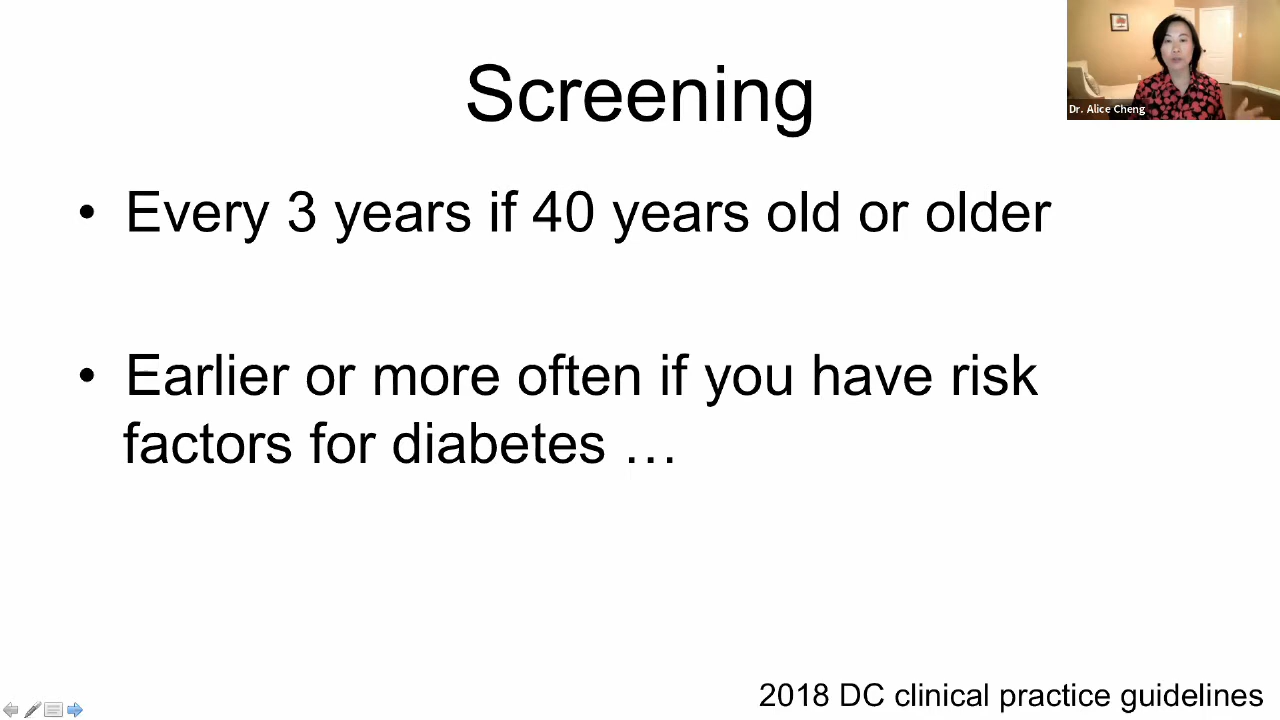 Screening
Dr. Alice Cheng
• Every 3 years if 40 years old or older
• Earlier or more often if you have risk
factors for diabetes …
2018 DC clinical practice guidelines